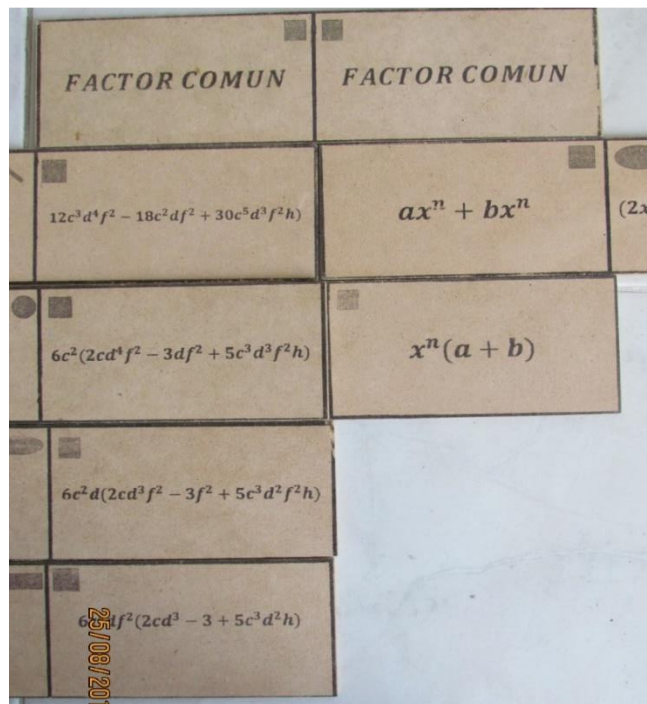 FACTOR COMUN
FACTOR COMUN
12c³d⁴f² − 18c²df² + 30c⁵d³f²h)
axⁿ + bxⁿ
(2x
6c²(2cd⁴f² − 3df² + 5c³d³f²h)
xⁿ(a + b)
6c²d(2cd³f² − 3f² + 5c³d²f²h)
df²(2cd³ − 3 + 5c³d²h)
25/08/20